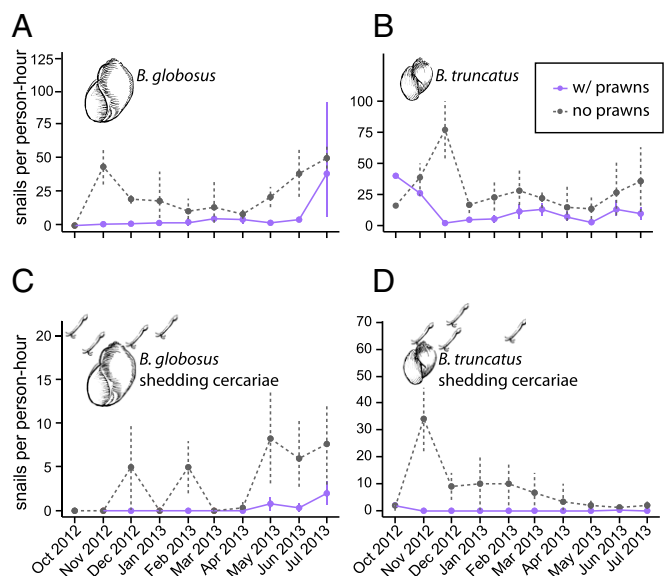 A
B
snails per person-hour
125
100
75
50
25
0
B. globosus
100
75
50
25
0
B. truncatus
w/ prawns
no prawns
C
D
snails per person-hour
20
15
10
5
0
B. globosus
shedding cercariae
70
60
50
40
30
20
10
0
B. truncatus
shedding cercariae
Oct 2012
Nov 2012
Dec 2012
Jan 2013
Feb 2013
Mar 2013
Apr 2013
May 2013
Jun 2013
Jul 2013
Oct 2012
Nov 2012
Dec 2012
Jan 2013
Feb 2013
Mar 2013
Apr 2013
May 2013
Jun 2013
Jul 2013